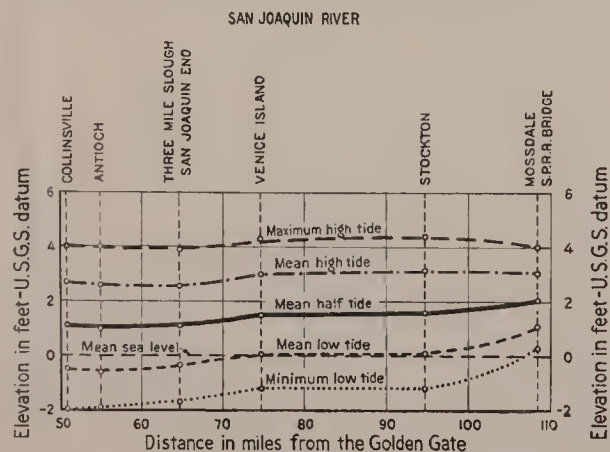 SAN JOAQUIN RIVER
COLLINSVILLE
ANTIOCH
THREE MILE SLOUGH
SAN JOAQUIN END
VENICE ISLAND
STOCKTON
MOSSDALE
S.P.R.R. BRIDGE
Elevation in feet-U.S.G.S. datum
6
4
2
0
-2
Maximum high tide
Mean high tide
Mean half tide
Mean sea level
Mean low tide
Minimum low tide
6
4
2
0
-2
Elevation in feet-U.S.G.S. datum
50 60 70 80 90 100 110
Distance in miles from the Golden Gate